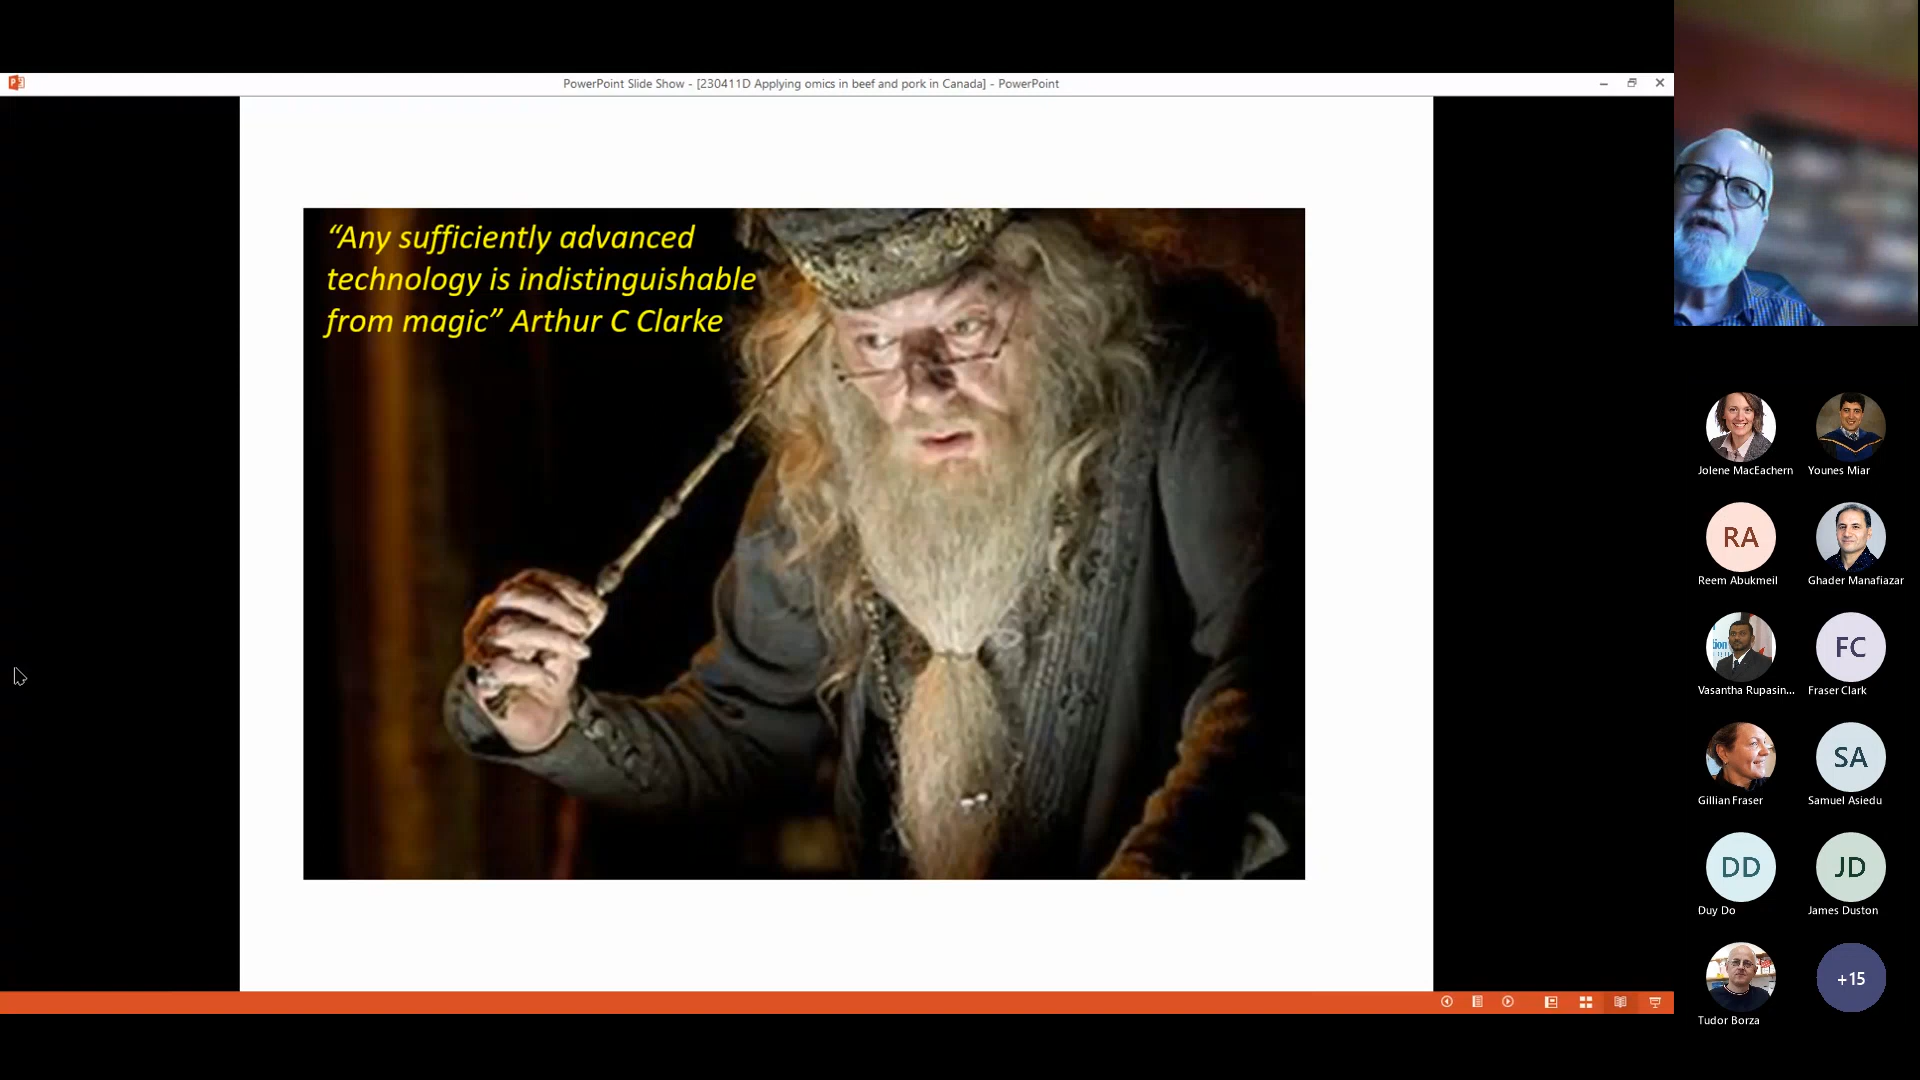 PowerPoint Slide Show - [230411D Applying omics in beef and pork in Canada] - PowerPoint
“Any sufficiently advanced
technology is indistinguishable
from magic” Arthur C Clarke
Jolene MacEachern
Younes Miar
RA
Reem Abukmeil
Ghader Manafiazar
Vasantha Rupasin...
FC
Fraser Clark
Gillian Fraser
SA
Samuel Asiedu
DD
Duy Do
JD
James Duston
Tudor Borza
+15